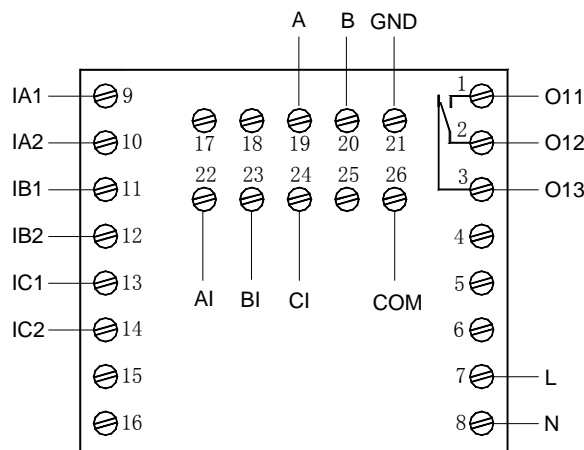 A B GND
IA1 9 1 O11
17 18 19 20 21
IA2 10 2 O12
22 23 24 25 26
IB1 11 3 O13
IB2 12 4
IC1 13 5
AI BI CI COM
IC2 14 6
15 7 L
16 8 N